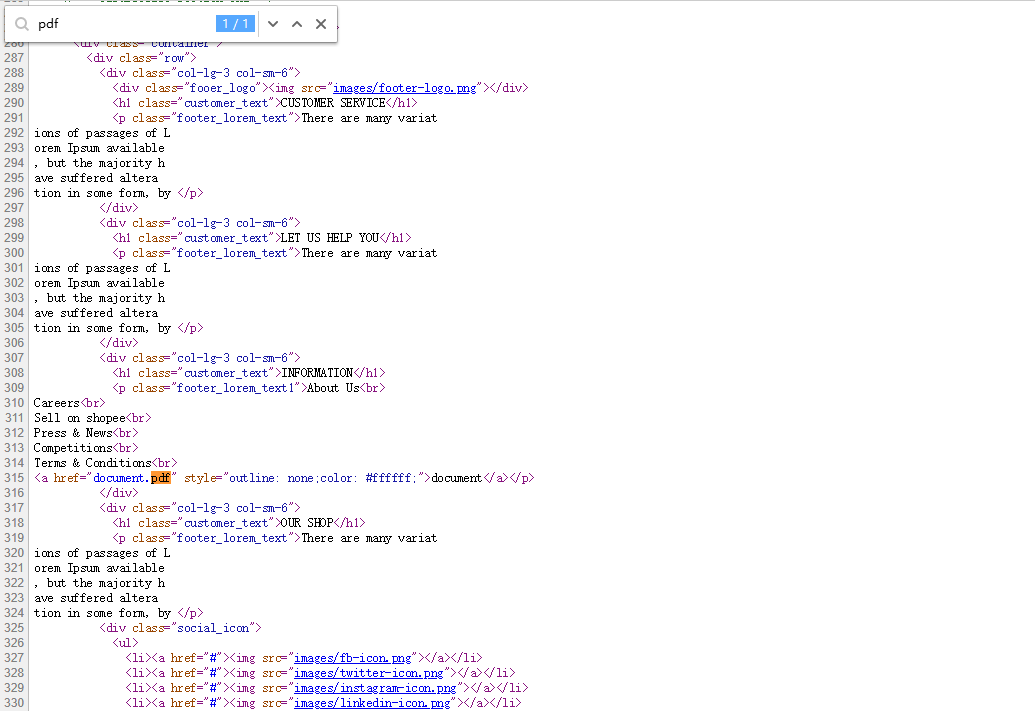 pdf 1 / 1
286 <div class="container">
287 <div class="row">
288 <div class="col-lg-3 col-sm-6">
289 <div class="fooer_logo"><img src="images/footer-logo.png"></div>
290 <h1 class="customer_text">CUSTOMER SERVICE</h1>
291 <p class="footer_lorem_text">There are many variat
292 ions of passages of L
293 orem Ipsum available
294 , but the majority h
295 ave suffered altera
296 tion in some form, by </p>
297 </div>
298 <div class="col-lg-3 col-sm-6">
299 <h1 class="customer_text">LET US HELP YOU</h1>
300 <p class="footer_lorem_text">There are many variat
301 ions of passages of L
302 orem Ipsum available
303 , but the majority h
304 ave suffered altera
305 tion in some form, by </p>
306 </div>
307 <div class="col-lg-3 col-sm-6">
308 <h1 class="customer_text">INFORMATION</h1>
309 <p class="footer_lorem_text1">About Us<br>
310 Careers<br>
311 Sell on shopee<br>
312 Press & News<br>
313 Competitions<br>
314 Terms & Conditions<br>
315 <a href="document.pdf" style="outline: none;color: #ffffff;">document</a></p>
316 </div>
317 <div class="col-lg-3 col-sm-6">
318 <h1 class="customer_text">OUR SHOP</h1>
319 <p class="footer_lorem_text">There are many variat
320 ions of passages of L
321 orem Ipsum available
322 , but the majority h
323 ave suffered altera
324 tion in some form, by </p>
325 <div class="social_icon">
326 <ul>
327 <li><a href="#"><img src="images/fb-icon.png"></a></li>
328 <li><a href="#"><img src="images/twitter-icon.png"></a></li>
329 <li><a href="#"><img src="images/instagram-icon.png"></a></li>
330 <li><a href="#"><img src="images/linkedin-icon.png"></a></li>